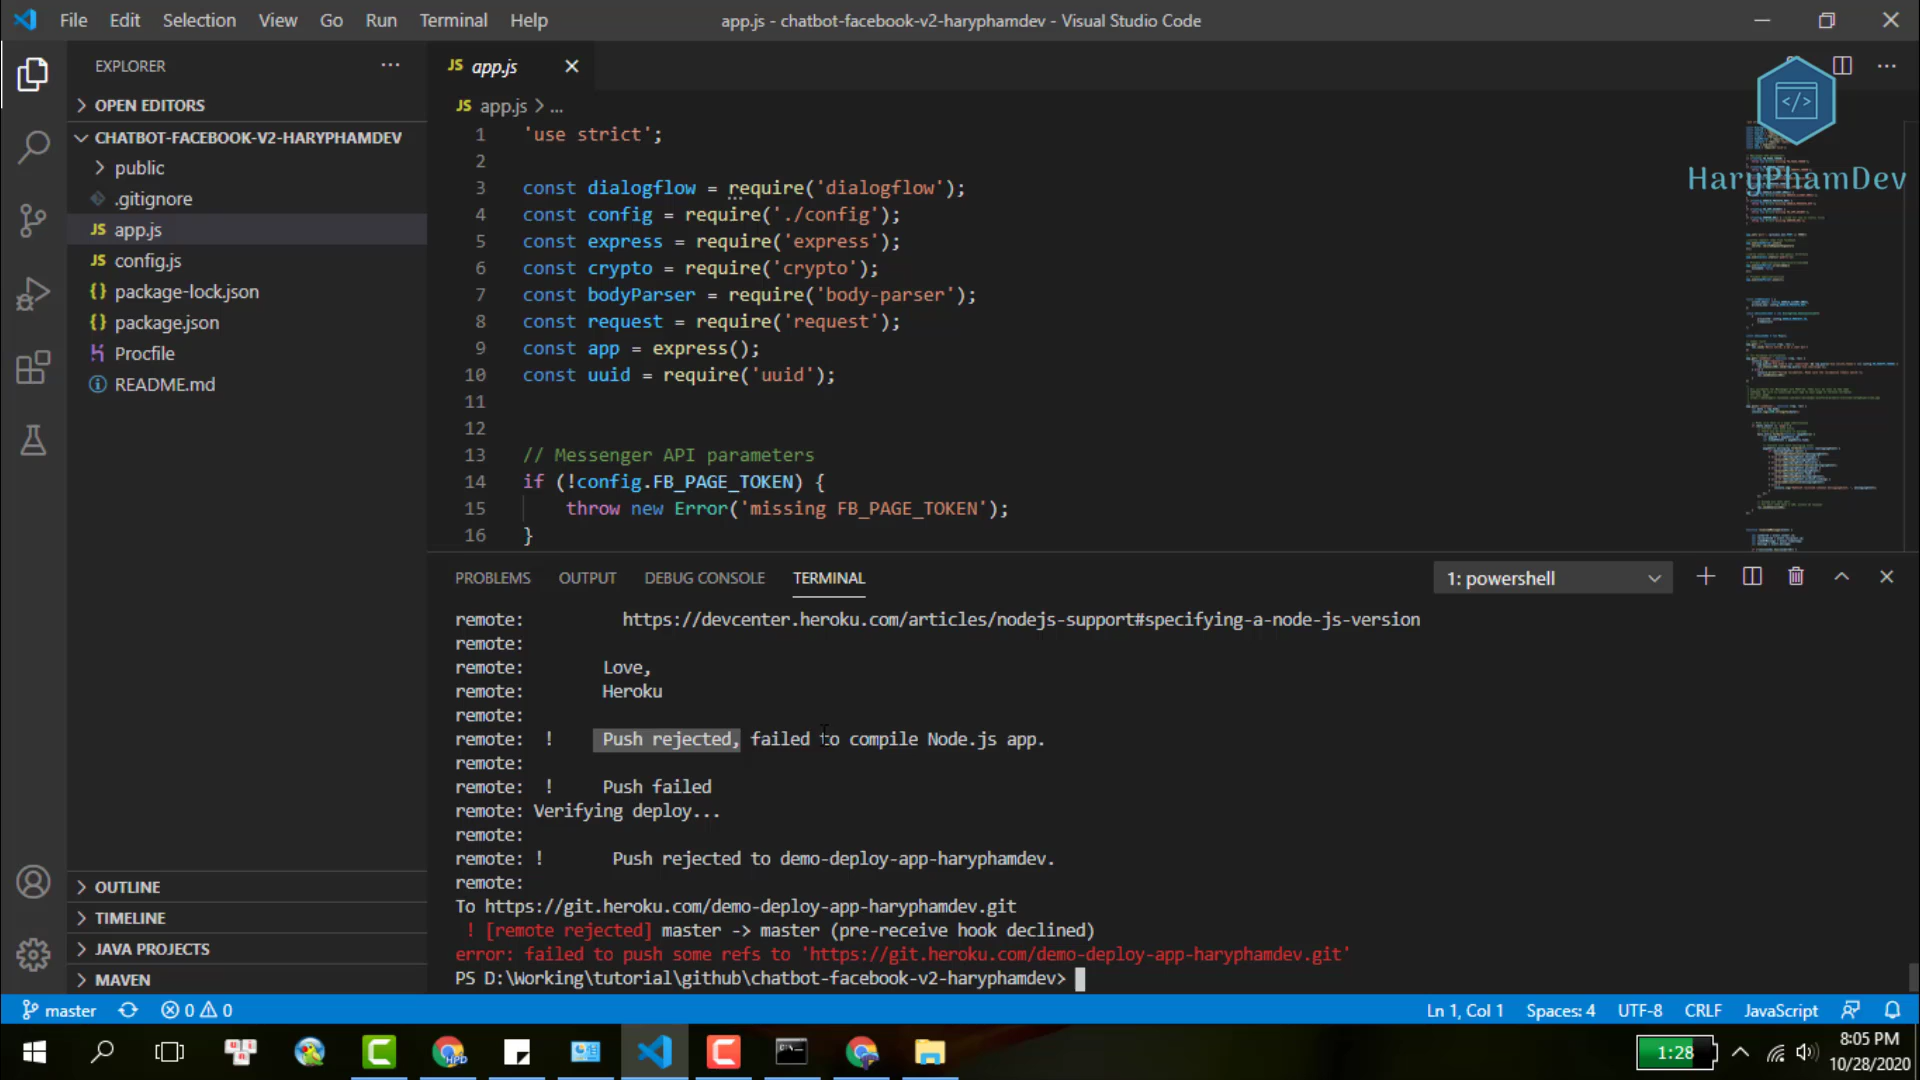 File Edit Selection View Go Run Terminal Help
app.js - chatbot-facebook-v2-haryphamdev - Visual Studio Code
EXPLORER
OPEN EDITORS
CHATBOT-FACEBOOK-V2-HARYPHAMDEV
public
.gitignore
JS app.js
JS config.js
{} package-lock.json
{} package.json
Procfile
README.md
OUTLINE
TIMELINE
JAVA PROJECTS
MAVEN
JS app.js
JS app.js > ...
HaryPhamDev
1 'use strict';
2
3 const dialogflow = require('dialogflow');
4 const config = require('./config');
5 const express = require('express');
6 const crypto = require('crypto');
7 const bodyParser = require('body-parser');
8 const request = require('request');
9 const app = express();
10 const uuid = require('uuid');
11
12
13 // Messenger API parameters
14 if (!config.FB_PAGE_TOKEN) {
15 throw new Error('missing FB_PAGE_TOKEN');
16 }
PROBLEMS OUTPUT DEBUG CONSOLE TERMINAL
1: powershell
remote: https://devcenter.heroku.com/articles/nodejs-support#specifying-a-node-js-version
remote:
remote: Love,
remote: Heroku
remote:
remote: ! Push rejected, failed to compile Node.js app.
remote:
remote: ! Push failed
remote: Verifying deploy...
remote:
remote: ! Push rejected to demo-deploy-app-haryphamdev.
remote:
To https://git.heroku.com/demo-deploy-app-haryphamdev.git
! [remote rejected] master -> master (pre-receive hook declined)
error: failed to push some refs to 'https://git.heroku.com/demo-deploy-app-haryphamdev.git'
PS D:\Working\tutorial\github\chatbot-facebook-v2-haryphamdev>
master 0 0
Ln 1, Col 1 Spaces: 4 UTF-8 CRLF JavaScript
1:28
8:05 PM
10/28/2020